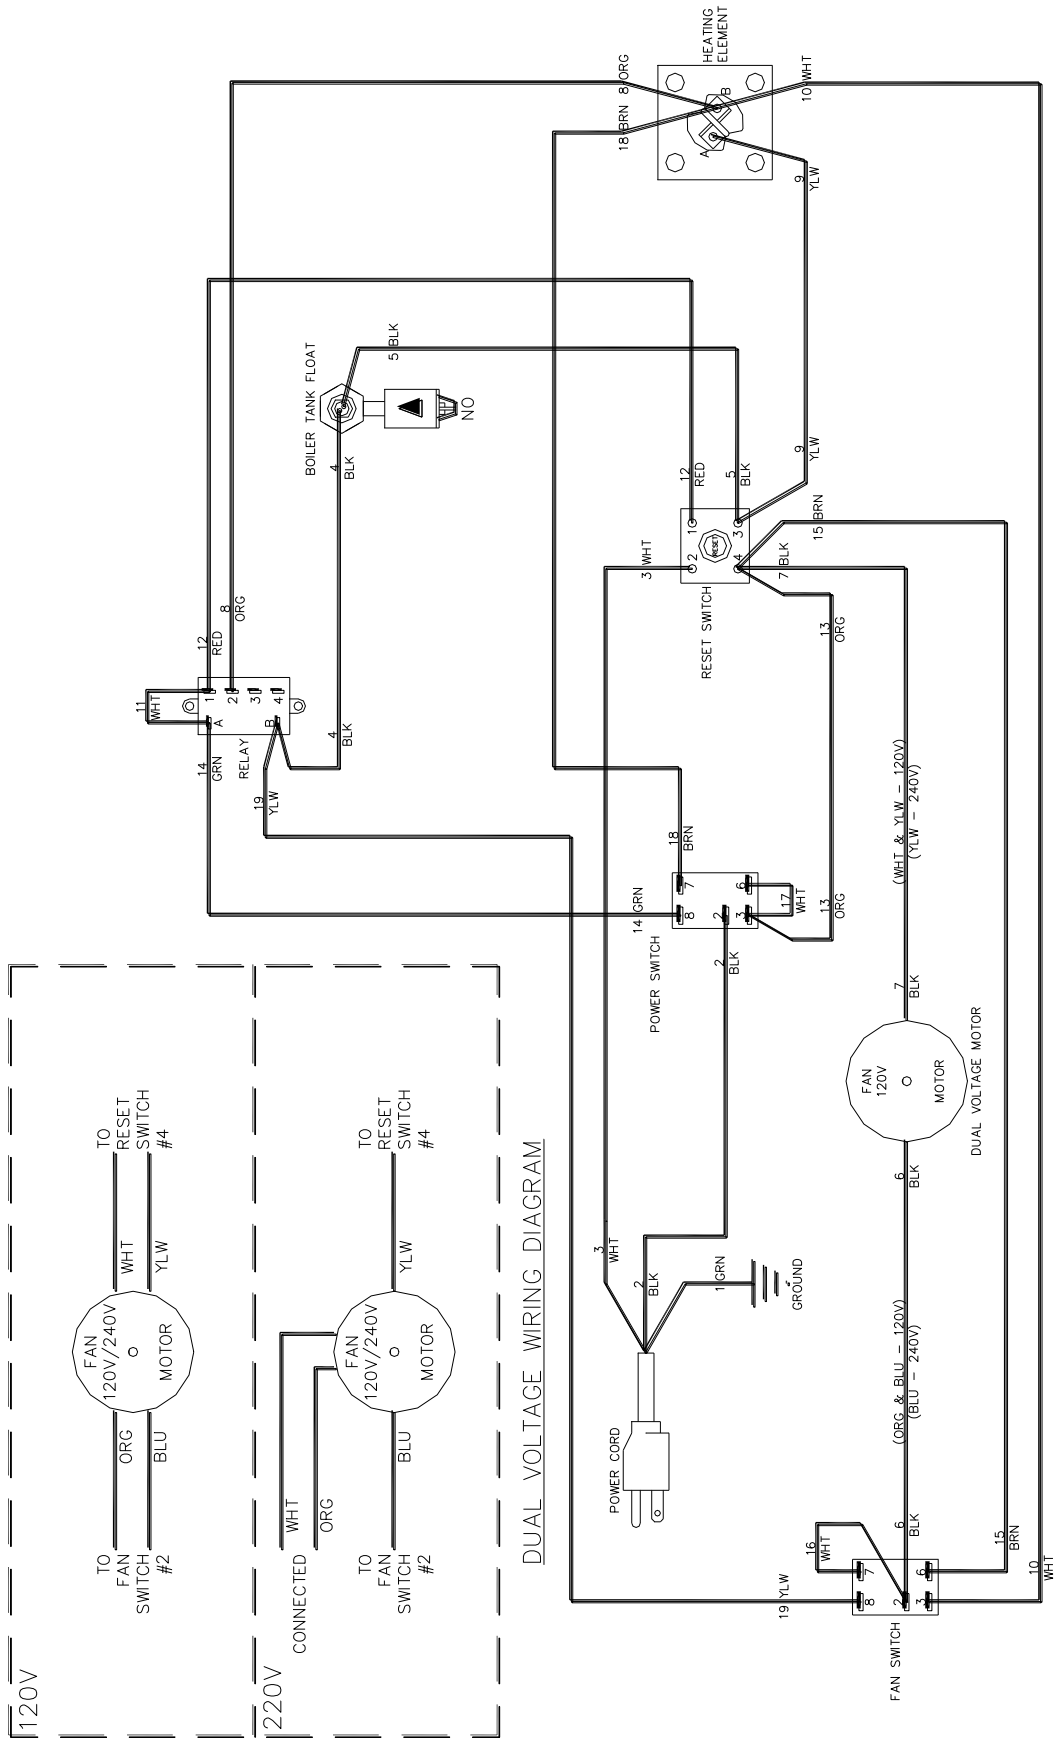 120V
TO
FAN
SWITCH
#2
ORG
BLU
FAN
120V/240V
MOTOR
WHT
YLW
TO
RESET
SWITCH
#4
220V
CONNECTED
WHT
ORG
TO
FAN
SWITCH
#2
BLU
FAN
120V/240V
MOTOR
YLW
TO
RESET
SWITCH
#4
DUAL VOLTAGE WIRING DIAGRAM
14
GRN
11
WHT
RELAY
A
B
1
2
3
4
12
RED
8
ORG
19
YLW
4
BLK
BOILER TANK FLOAT
4
BLK
5 BLK
NO
8 ORG
18 BRN
HEATING
ELEMENT
A
B
10 WHT
9
YLW
9
YLW
12
RED
5
BLK
3 WHT
RESET SWITCH
1
2
3
4
(RESET)
15 BRN
7 BLK
13
ORG
14 GRN
18
BRN
POWER SWITCH
8
7
2
3
6
17
WHT
13
ORG
2
BLK
3
WHT
2
BLK
1 GRN
GROUND
POWER CORD
(WHT & YLW - 120V)
(YLW - 240V)
7
BLK
FAN
120V
MOTOR
DUAL VOLTAGE MOTOR
6
BLK
(ORG & BLU - 120V)
(BLU - 240V)
6
BLK
16
WHT
19 YLW
FAN SWITCH
8
7
2
3
6
15
BRN
10
WHT